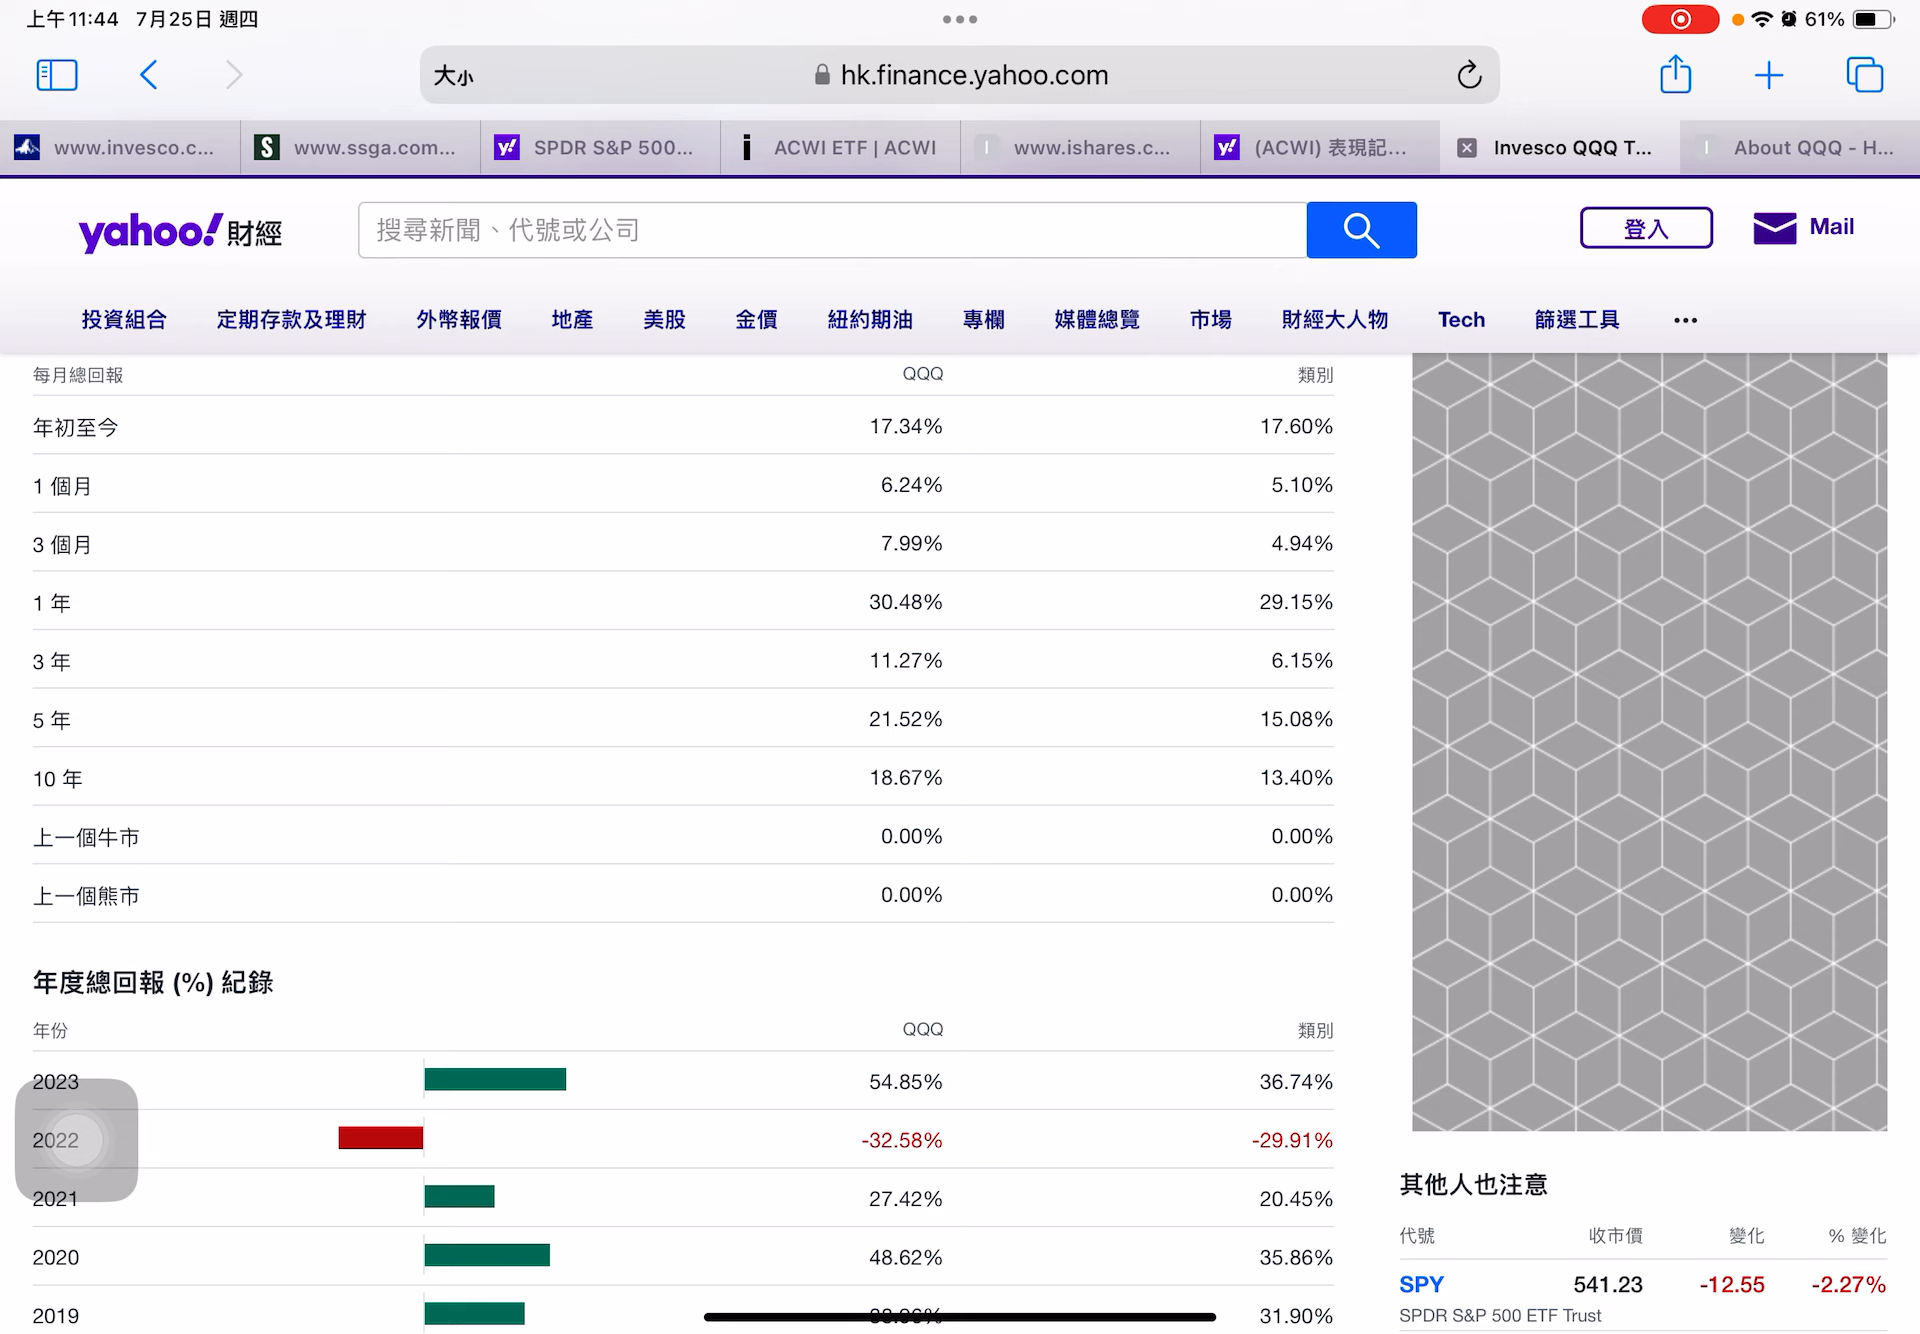 上午11:44 7月25日 週四
61%
大小
hk.finance.yahoo.com
www.invesco.c...
www.ssga.com...
SPDR S&P 500...
ACWI ETF | ACWI
www.ishares.c...
(ACWI) 表現記...
Invesco QQQ T...
About QQQ - H...
yahoo!財經
搜尋新聞、代號或公司
登入
Mail
投資組合 定期存款及理財 外幣報價 地產 美股 金價 紐約期油 專欄 媒體總覽 市場 財經大人物 Tech 篩選工具
每月總回報 QQQ 類別
年初至今 17.34% 17.60%
1 個月 6.24% 5.10%
3 個月 7.99% 4.94%
1 年 30.48% 29.15%
3 年 11.27% 6.15%
5 年 21.52% 15.08%
10 年 18.67% 13.40%
上一個牛市 0.00% 0.00%
上一個熊市 0.00% 0.00%
年度總回報 (%) 紀錄
年份 QQQ 類別
2023 54.85% 36.74%
2022 -32.58% -29.91%
2021 27.42% 20.45%
2020 48.62% 35.86%
2019 31.90%
其他人也注意
代號 收市價 變化 % 變化
SPY 541.23 -12.55 -2.27%
SPDR S&P 500 ETF Trust